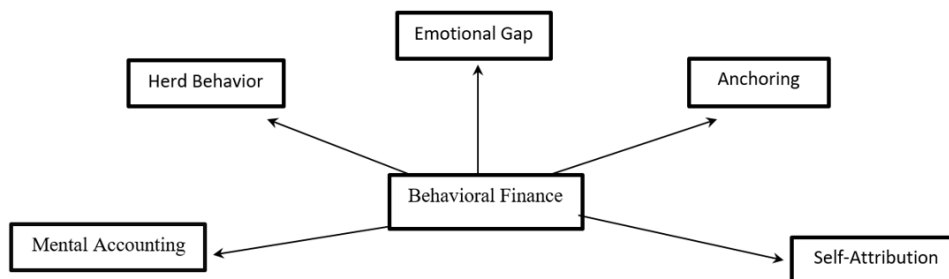 Emotional Gap
Herd Behavior
Anchoring
Behavioral Finance
Mental Accounting
Self-Attribution